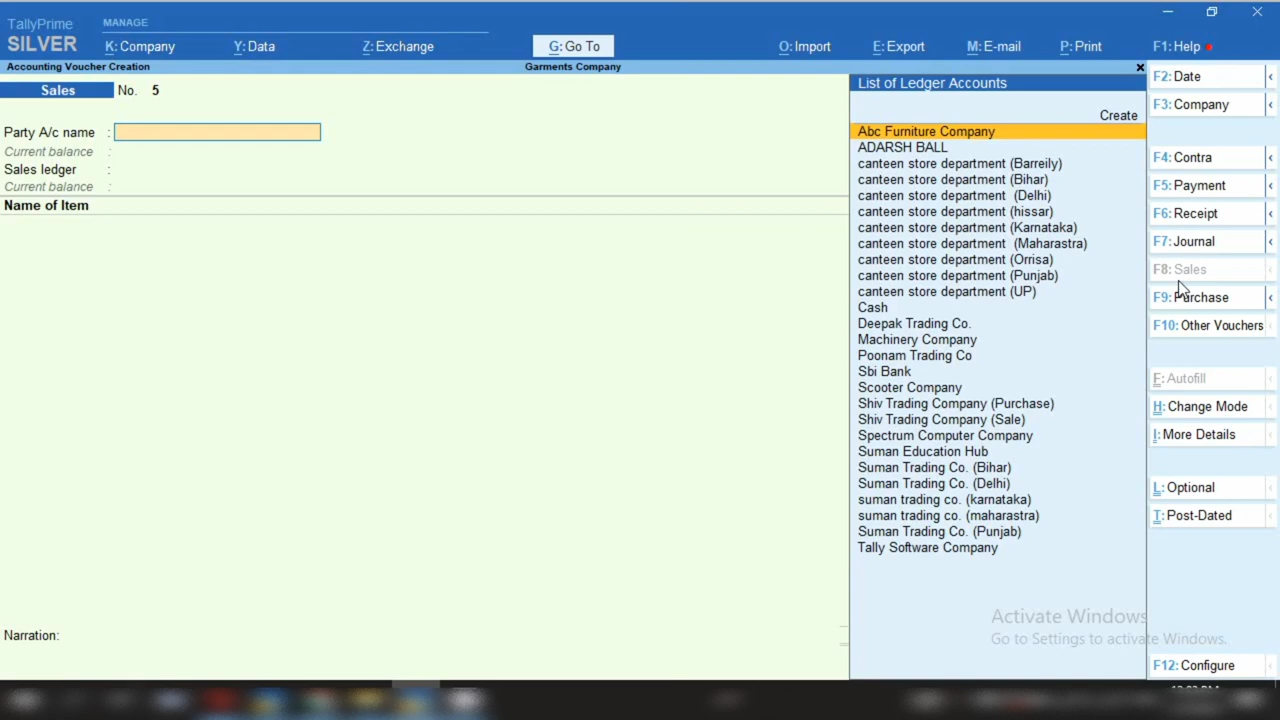 TallyPrime
SILVER
MANAGE
K: Company
Y: Data
Z: Exchange
G: Go To
O: Import
E: Export
M: E-mail
P: Print
F1: Help
Accounting Voucher Creation
Garments Company
Sales
No. 5
Party A/c name :
Current balance :
Sales ledger :
Current balance :
Name of Item
Narration:
List of Ledger Accounts
Create
Abc Furniture Company
ADARSH BALL
canteen store department (Barreily)
canteen store department (Bihar)
canteen store department (Delhi)
canteen store department (hissar)
canteen store department (Karnataka)
canteen store department (Maharastra)
canteen store department (Orrisa)
canteen store department (Punjab)
canteen store department (UP)
Cash
Deepak Trading Co.
Machinery Company
Poonam Trading Co
Sbi Bank
Scooter Company
Shiv Trading Company (Purchase)
Shiv Trading Company (Sale)
Spectrum Computer Company
Suman Education Hub
Suman Trading Co. (Bihar)
Suman Trading Co. (Delhi)
suman trading co. (karnataka)
suman trading co. (maharastra)
Suman Trading Co. (Punjab)
Tally Software Company
F2: Date
F3: Company
F4: Contra
F5: Payment
F6: Receipt
F7: Journal
F8: Sales
F9: Purchase
F10: Other Vouchers
F: Autofill
H: Change Mode
I: More Details
L: Optional
T: Post-Dated
Activate Windows
Go to Settings to activate Windows.
F12: Configure